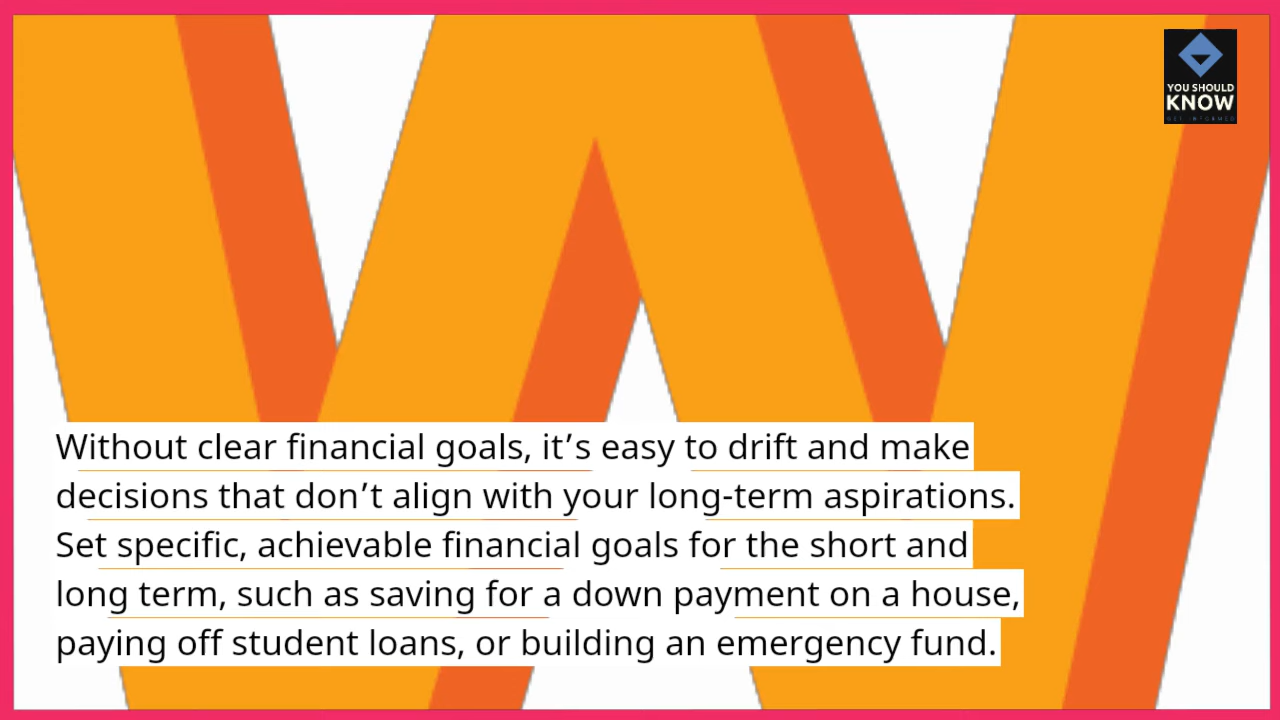 YOU SHOULD
KNOW
GET INFORMED
Without clear financial goals, it’s easy to drift and make
decisions that don’t align with your long-term aspirations.
Set specific, achievable financial goals for the short and
long term, such as saving for a down payment on a house,
paying off student loans, or building an emergency fund.